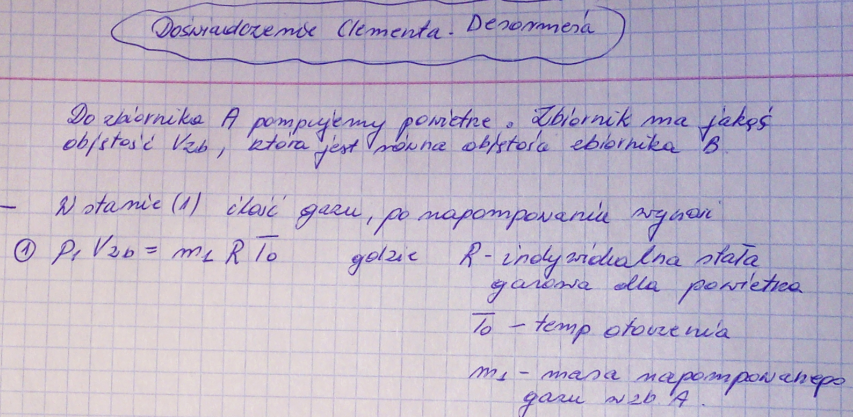 Doświadczenie Clementa-Desormesa
Do zbiornika A pompujemy powietrze. Zbiornik ma jakąś
objętość Vzb, która jest równa objętości zbiornika B.
- W stanie (1) ilość gazu, po napompowaniu wynosi
① P₁ Vzb = m₁ R T₀ gdzie R - indywidualna stała
gazowa dla powietrza
T₀ - temp otoczenia
m₁ - masa napompowanego
gazu w zb A.